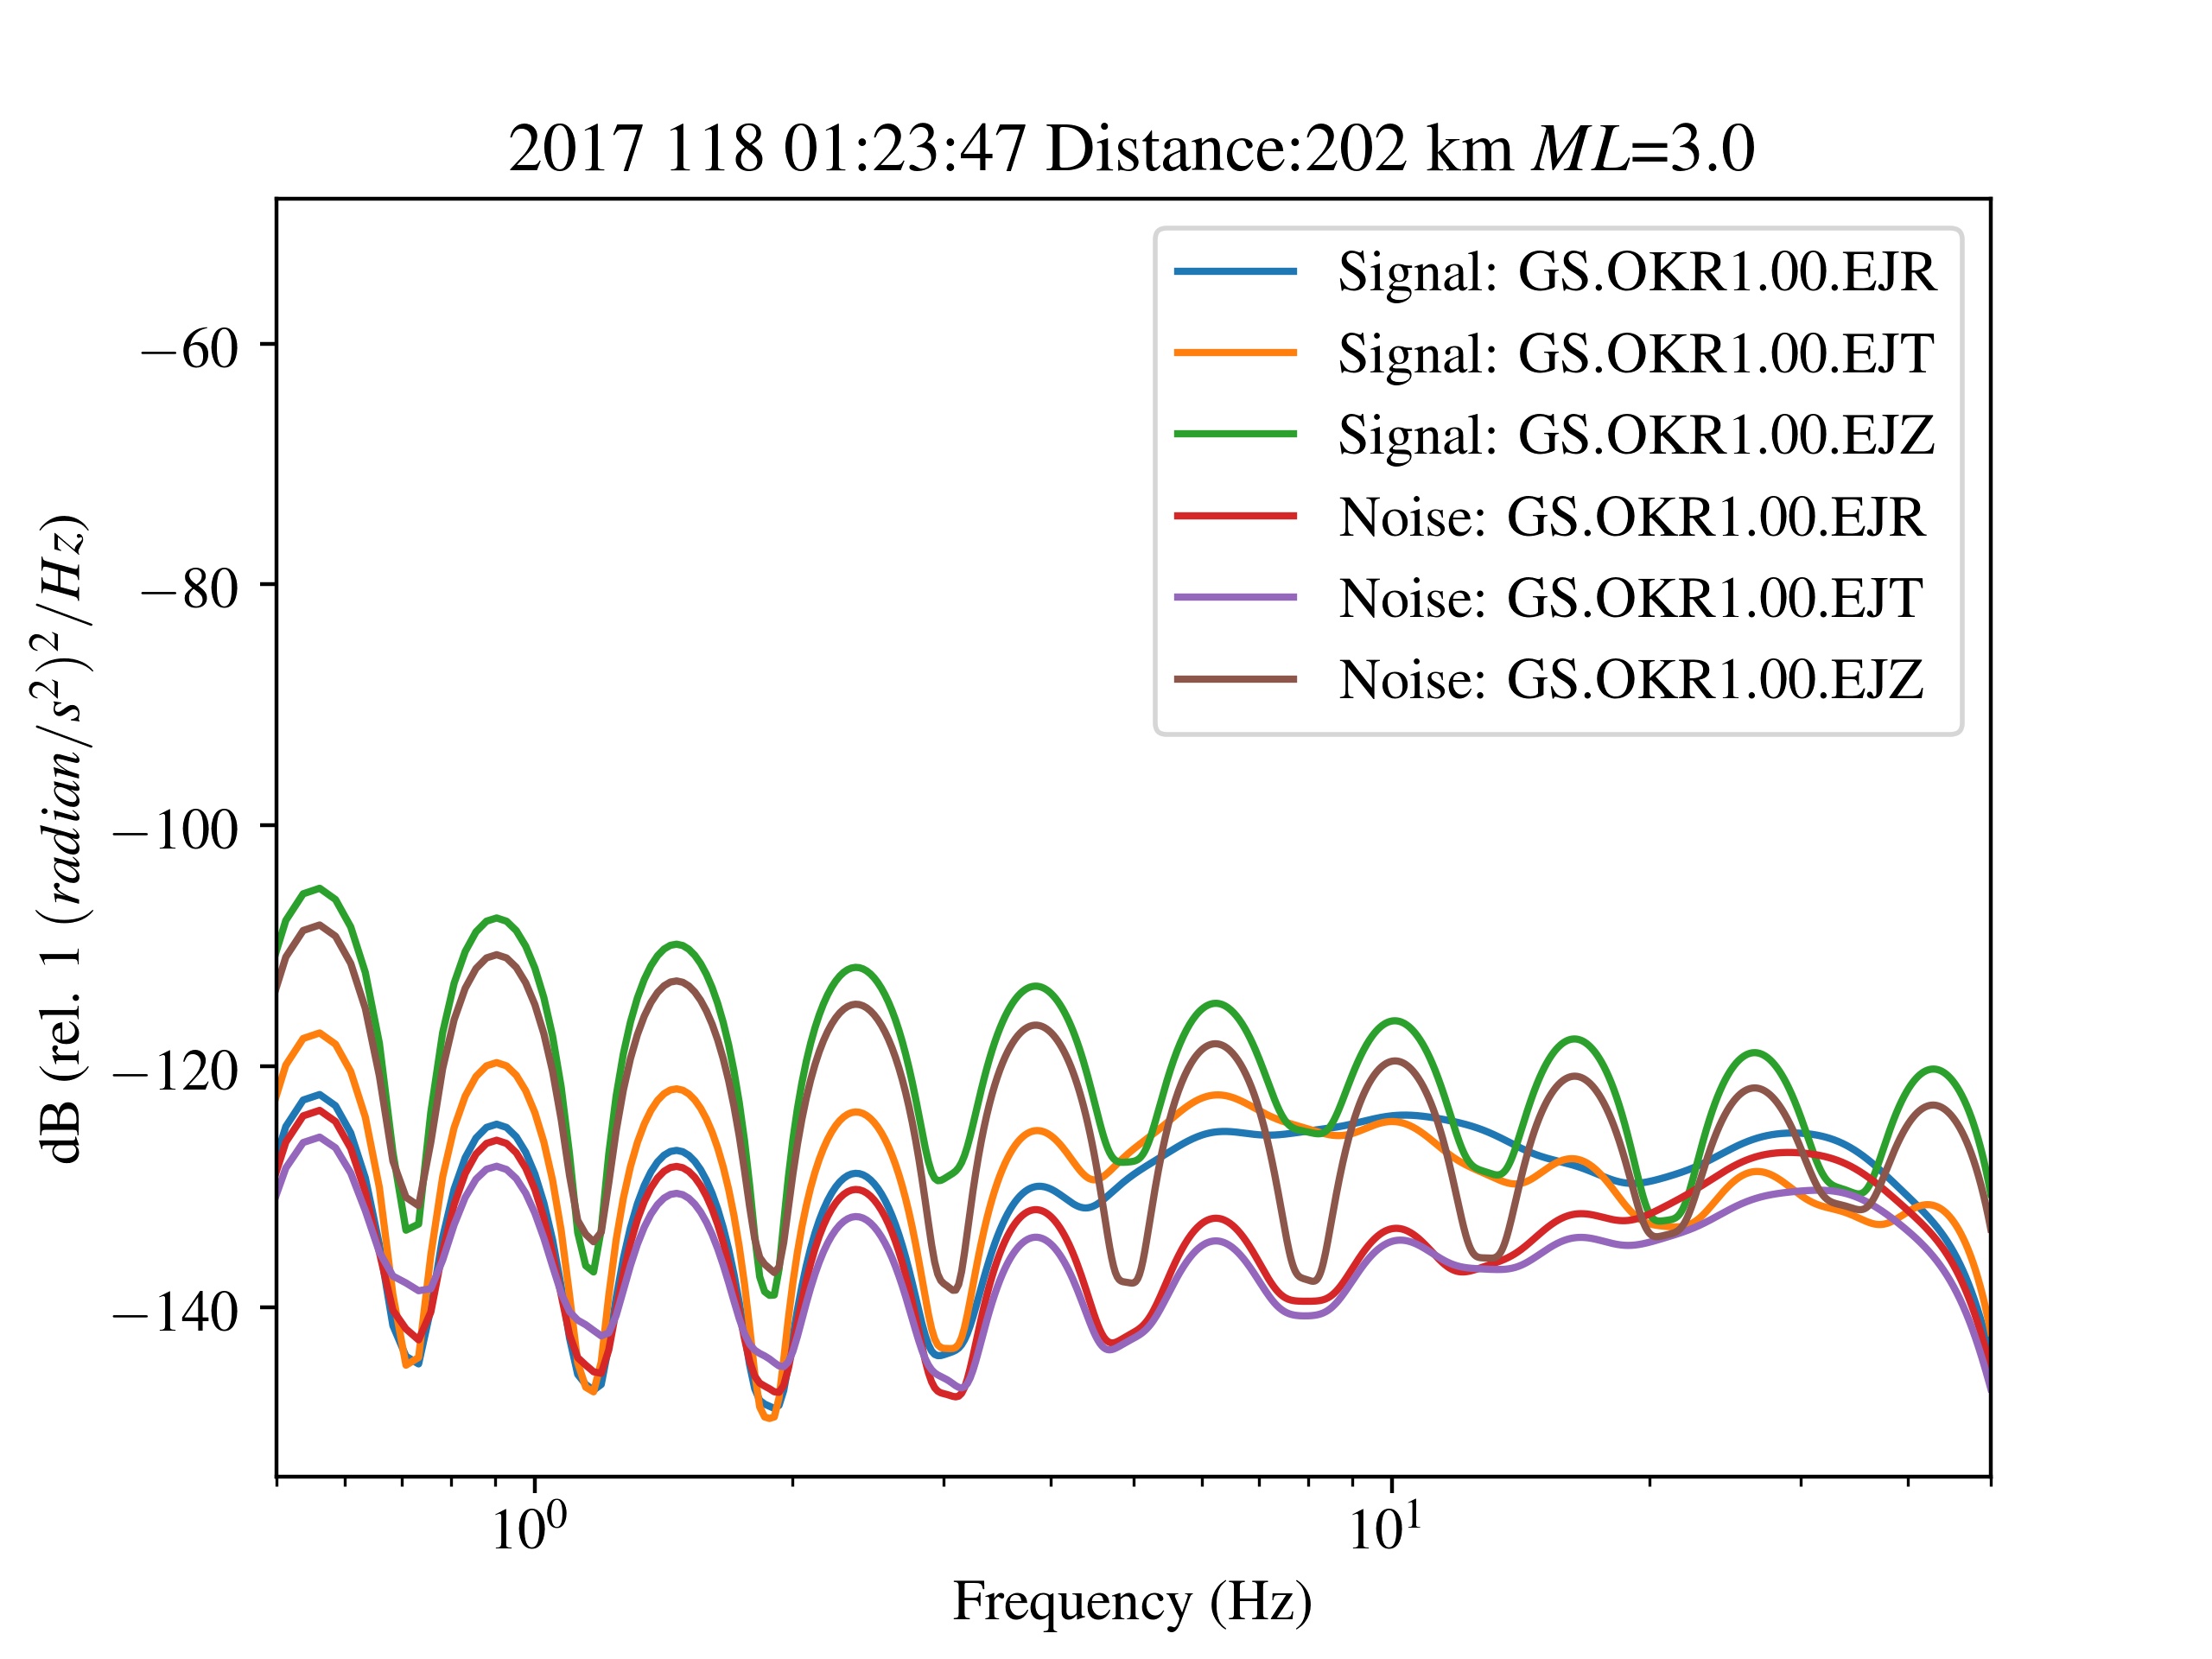 2017 118 01:23:47 Distance:202 km ML=3.0
Signal: GS.OKR1.00.EJR
Signal: GS.OKR1.00.EJT
Signal: GS.OKR1.00.EJZ
Noise: GS.OKR1.00.EJR
Noise: GS.OKR1.00.EJT
Noise: GS.OKR1.00.EJZ
dB (rel. 1 (radian/s²)²/Hz)
−60
−80
−100
−120
−140
10⁰
10¹
Frequency (Hz)